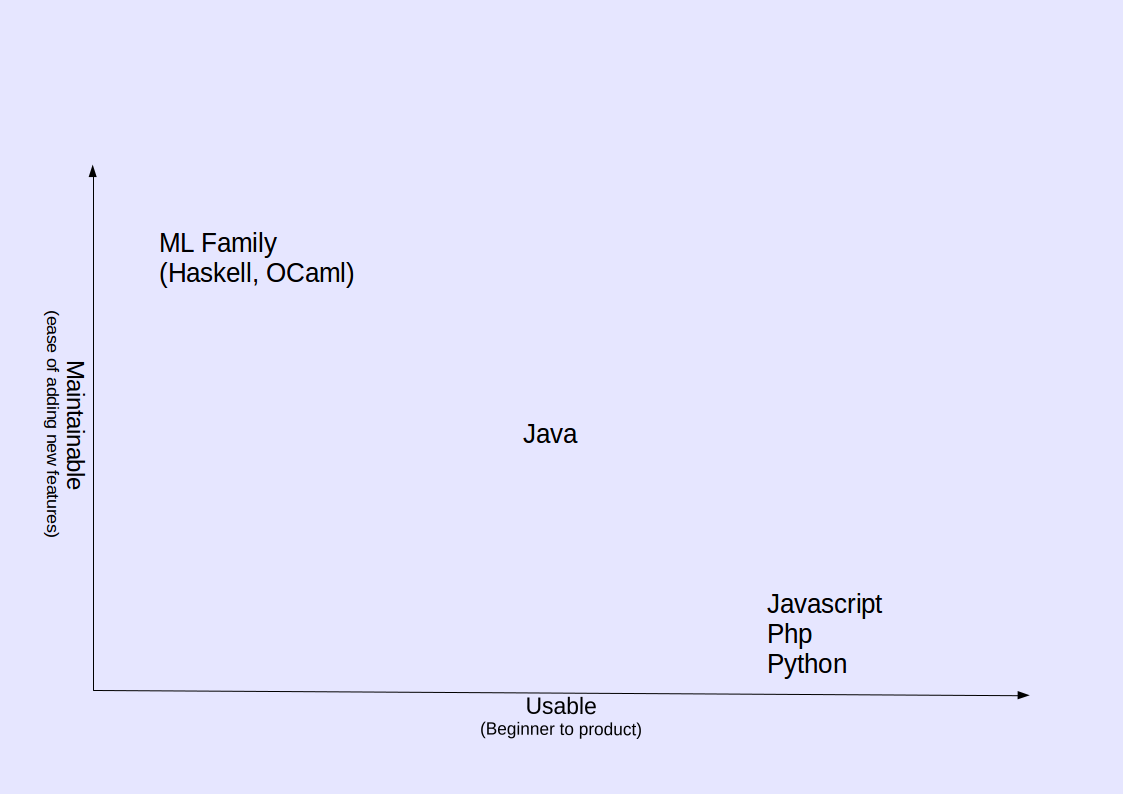 ML Family
(Haskell, OCaml)
Maintainable
(ease of adding new features)
Java
Javascript
Php
Python
Usable
(Beginner to product)